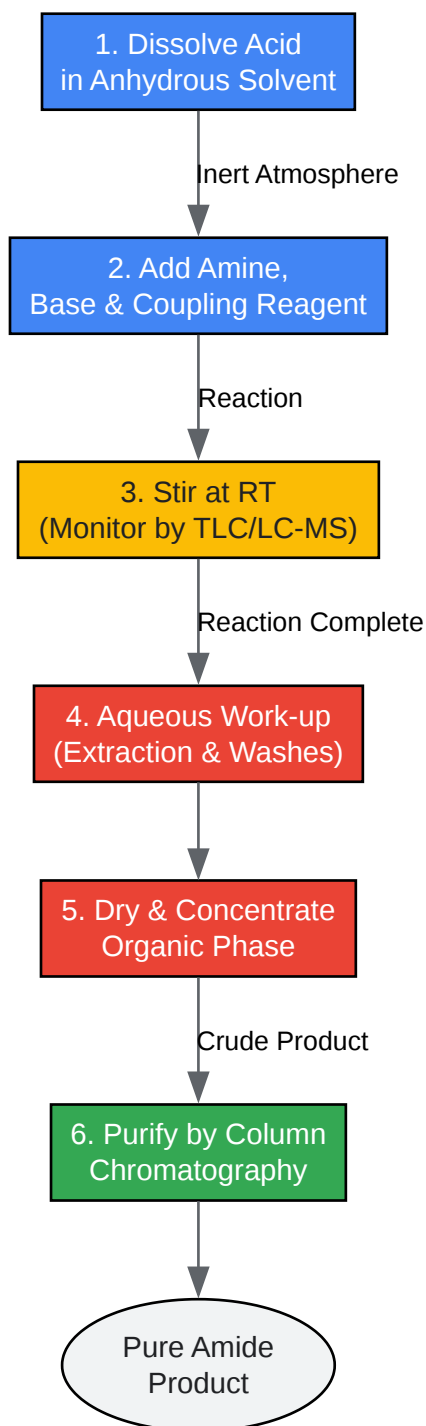 1. Dissolve Acid
in Anhydrous Solvent
Inert Atmosphere
2. Add Amine,
Base & Coupling Reagent
Reaction
3. Stir at RT
(Monitor by TLC/LC-MS)
Reaction Complete
4. Aqueous Work-up
(Extraction & Washes)
5. Dry & Concentrate
Organic Phase
Crude Product
6. Purify by Column
Chromatography
Pure Amide
Product